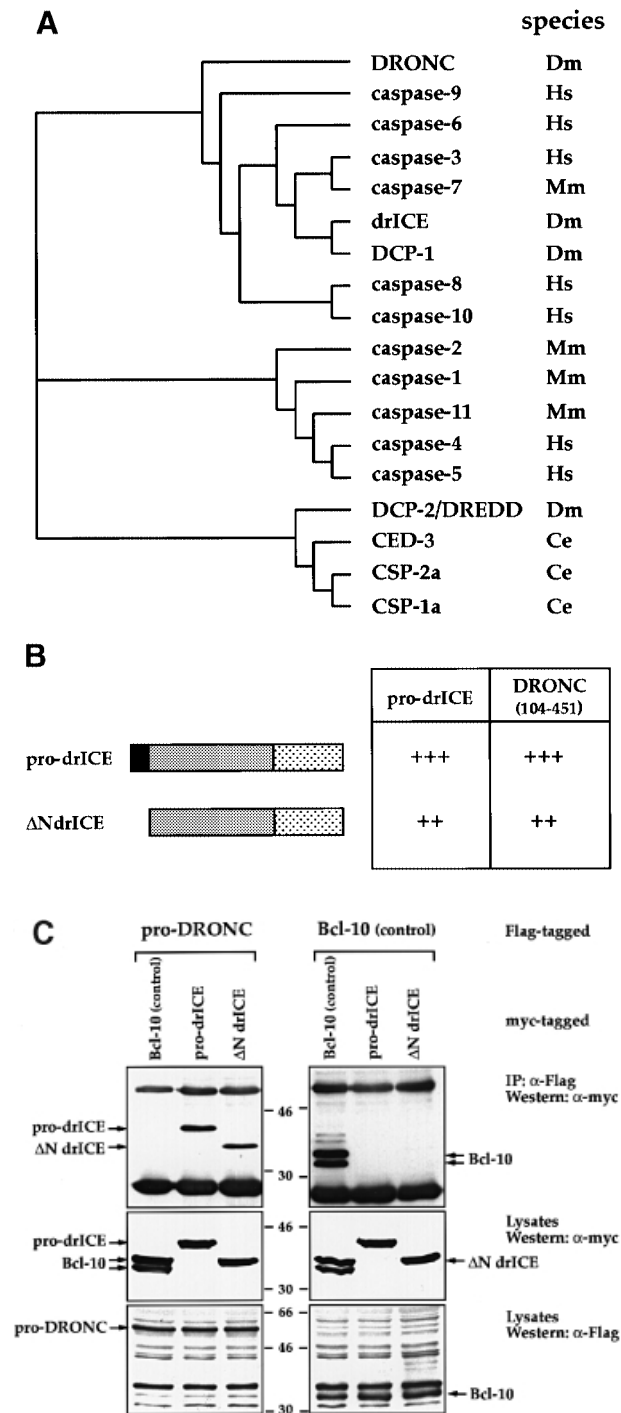 A
species
DRONC Dm
caspase-9 Hs
caspase-6 Hs
caspase-3 Hs
caspase-7 Mm
drICE Dm
DCP-1 Dm
caspase-8 Hs
caspase-10 Hs
caspase-2 Mm
caspase-1 Mm
caspase-11 Mm
caspase-4 Hs
caspase-5 Hs
DCP-2/DREDD Dm
CED-3 Ce
CSP-2a Ce
CSP-1a Ce
B
pro-drICE DRONC
(104-451)
pro-drICE +++ +++
ΔNdrICE ++ ++
C
pro-DRONC Bcl-10 (control) Flag-tagged
Bcl-10 (control) pro-drICE ΔN drICE Bcl-10 (control) pro-drICE ΔN drICE myc-tagged
IP: α-Flag
Western: α-myc
46
pro-drICE
ΔN drICE
Bcl-10
30
Lysates
Western: α-myc
46
pro-drICE
Bcl-10
ΔN drICE
30
Lysates
Western: α-Flag
66
pro-DRONC
46
Bcl-10
30